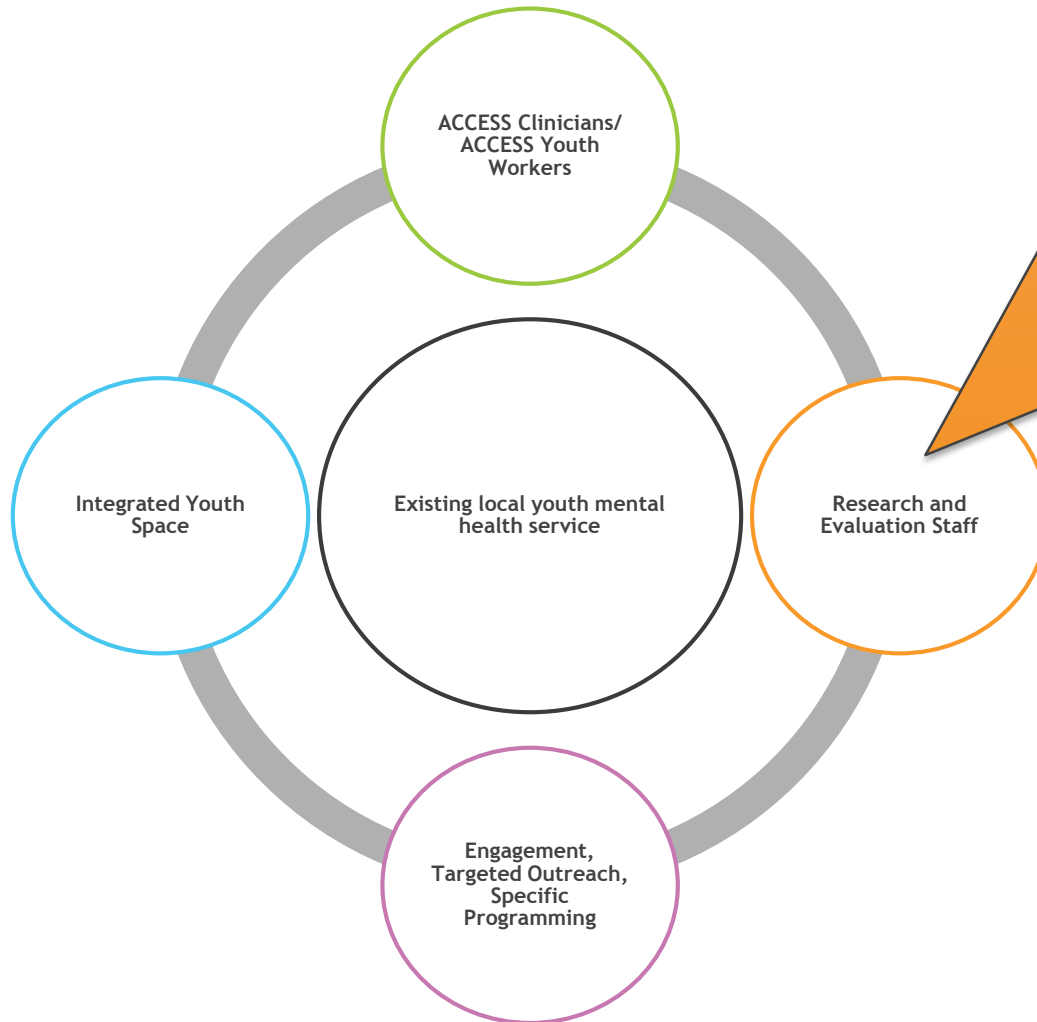 ACCESS Clinicians/
ACCESS Youth
Workers
Integrated Youth
Space
Existing local youth mental
health service
Research and
Evaluation Staff
Engagement,
Targeted Outreach,
Specific
Programming